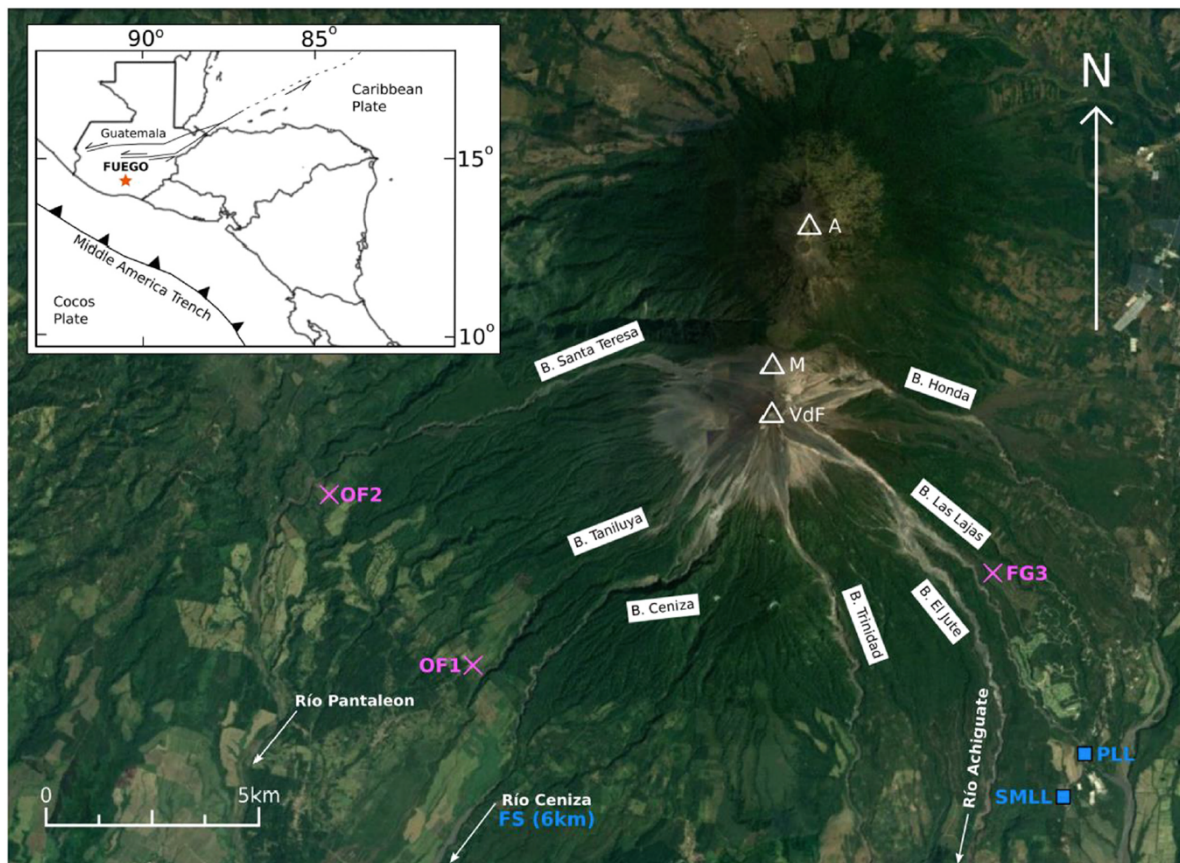 90°
85°
Caribbean
Plate
Guatemala
FUEGO
15°
Middle America Trench
Cocos
Plate
10°
N
A
M
VdF
B. Santa Teresa
B. Honda
OF2
B. Taniluya
B. Las Lajas
FG3
B. Ceniza
B. Trinidad
B. El Jute
OF1
Río Pantaleon
Río Achiguate
PLL
SMLL
0
5km
Río Ceniza
FS (6km)